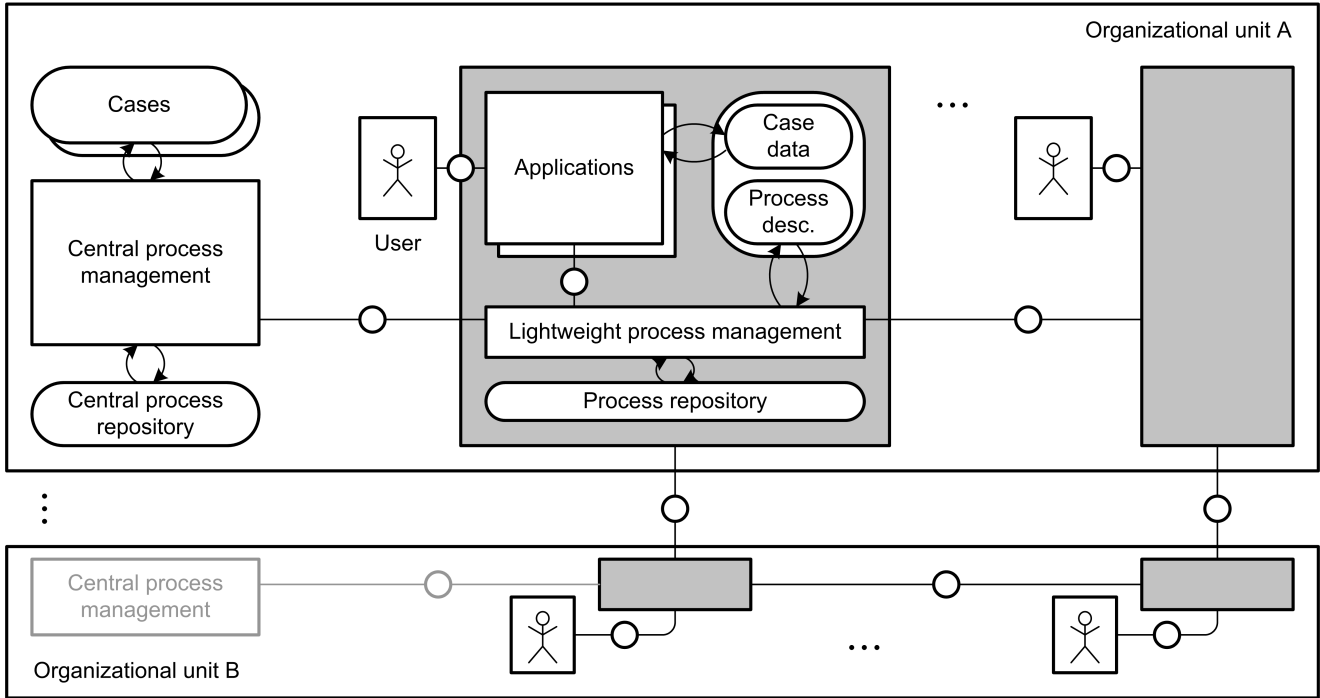 Organizational unit A
Cases
Applications
Case
data
Process
desc.
User
Central process
management
Lightweight process management
Process repository
Central process
repository
...
Central process
management
Organizational unit B
...